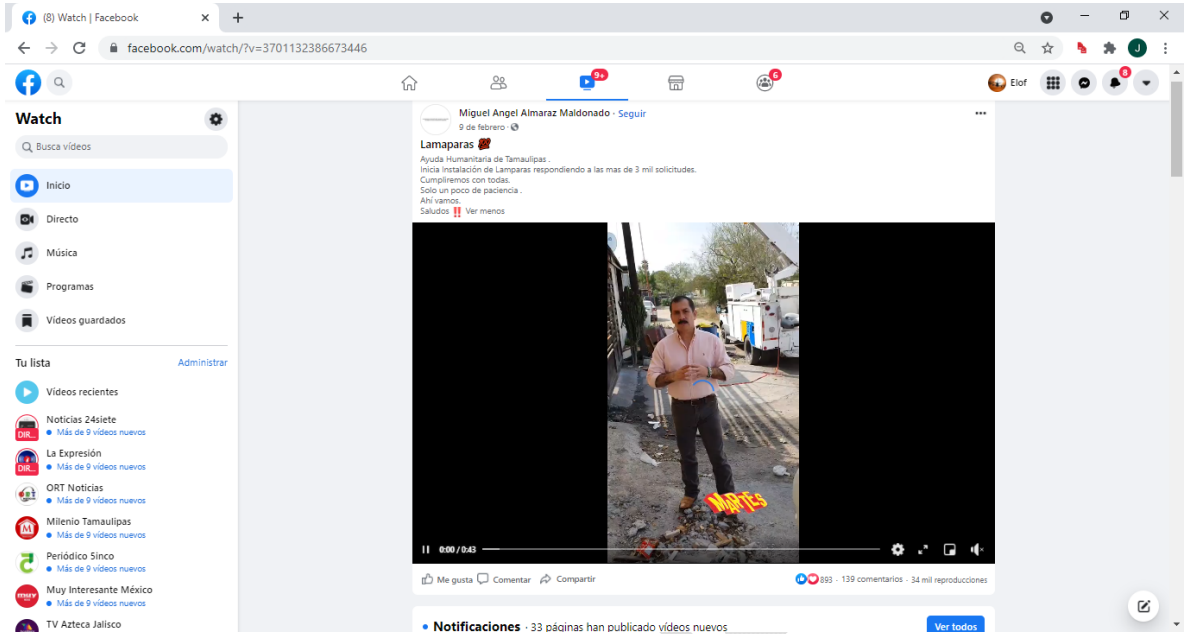 (8) Watch | Facebook
facebook.com/watch/?v=3701132386673446
J
9+
6
Elof
8
Watch
Busca vídeos
Inicio
Directo
Música
Programas
Vídeos guardados
Tu lista
Administrar
Vídeos recientes
Noticias 24siete
Más de 9 vídeos nuevos
DIR...
La Expresión
Más de 9 vídeos nuevos
DIR...
ORT Noticias
Más de 9 vídeos nuevos
Milenio Tamaulipas
Más de 9 vídeos nuevos
Periódico 5inco
Más de 9 vídeos nuevos
Muy Interesante México
Más de 9 vídeos nuevos
TV Azteca Jalisco
Miguel Angel Almaraz Maldonado · Seguir
9 de febrero ·
Lamaparas 💯
Ayuda Humanitaria de Tamaulipas .
Inicia Instalación de Lamparas respondiendo a las mas de 3 mil solicitudes.
Cumpliremos con todas.
Solo un poco de paciencia .
Ahí vamos.
Saludos ‼️ Ver menos
MARTES
0:00 / 0:43
Me gusta Comentar Compartir
893 · 139 comentarios · 34 mil reproducciones
Notificaciones · 33 páginas han publicado vídeos nuevos
Ver todos